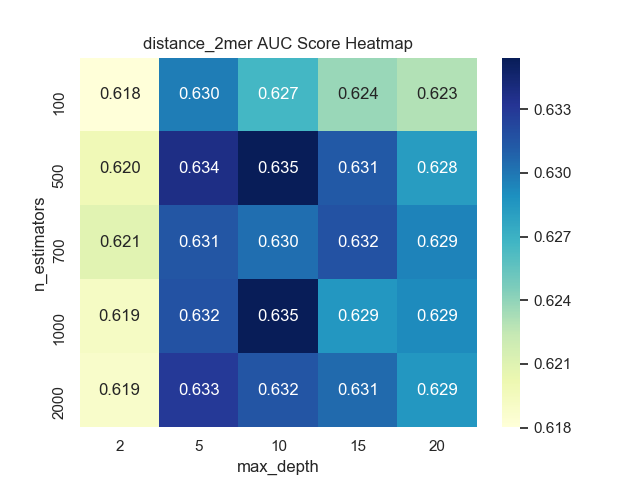 distance_2mer AUC Score Heatmap
n_estimators
100 0.618 0.630 0.627 0.624 0.623
500 0.620 0.634 0.635 0.631 0.628
700 0.621 0.631 0.630 0.632 0.629
1000 0.619 0.632 0.635 0.629 0.629
2000 0.619 0.633 0.632 0.631 0.629
2 5 10 15 20
max_depth
0.633
0.630
0.627
0.624
0.621
0.618